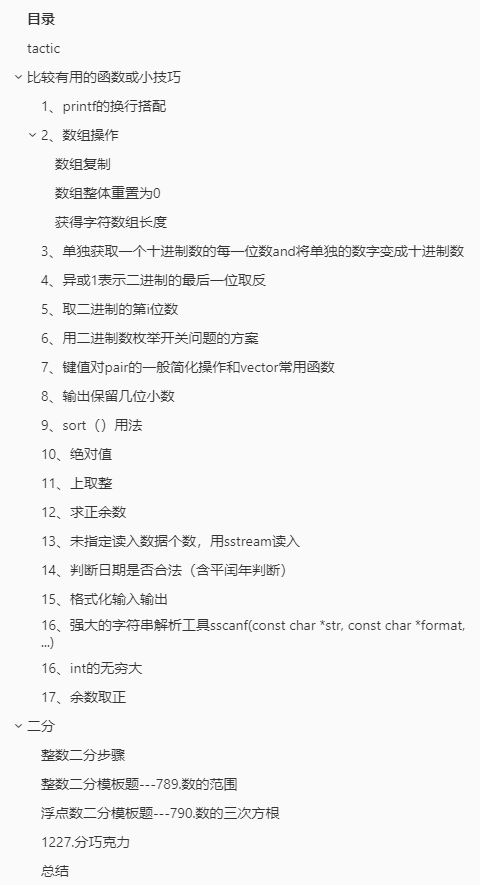 目录
tactic
比较有用的函数或小技巧
1、printf的换行搭配
2、数组操作
数组复制
数组整体重置为0
获得字符数组长度
3、单独获取一个十进制数的每一位数and将单独的数字变成十进制数
4、异或1表示二进制的最后一位取反
5、取二进制的第i位数
6、用二进制数枚举开关问题的方案
7、键值对pair的一般简化操作和vector常用函数
8、输出保留几位小数
9、sort（）用法
10、绝对值
11、上取整
12、求正余数
13、未指定读入数据个数，用sstream读入
14、判断日期是否合法（含平闰年判断）
15、格式化输入输出
16、强大的字符串解析工具sscanf(const char *str, const char *format,
...)
16、int的无穷大
17、余数取正
二分
整数二分步骤
整数二分模板题---789.数的范围
浮点数二分模板题---790.数的三次方根
1227.分巧克力
总结